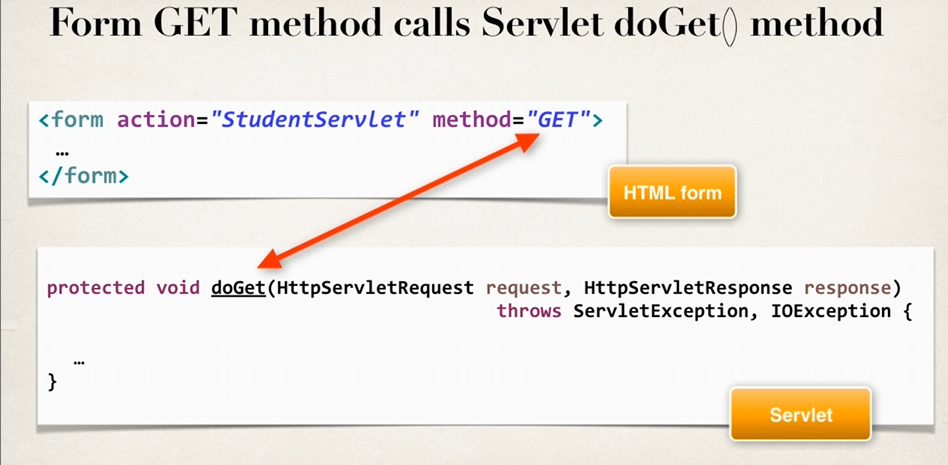 Form GET method calls Servlet doGet() method
<form action="StudentServlet" method="GET">
…
</form>
HTML form
protected void doGet(HttpServletRequest request, HttpServletResponse response)
throws ServletException, IOException {
…
}
Servlet